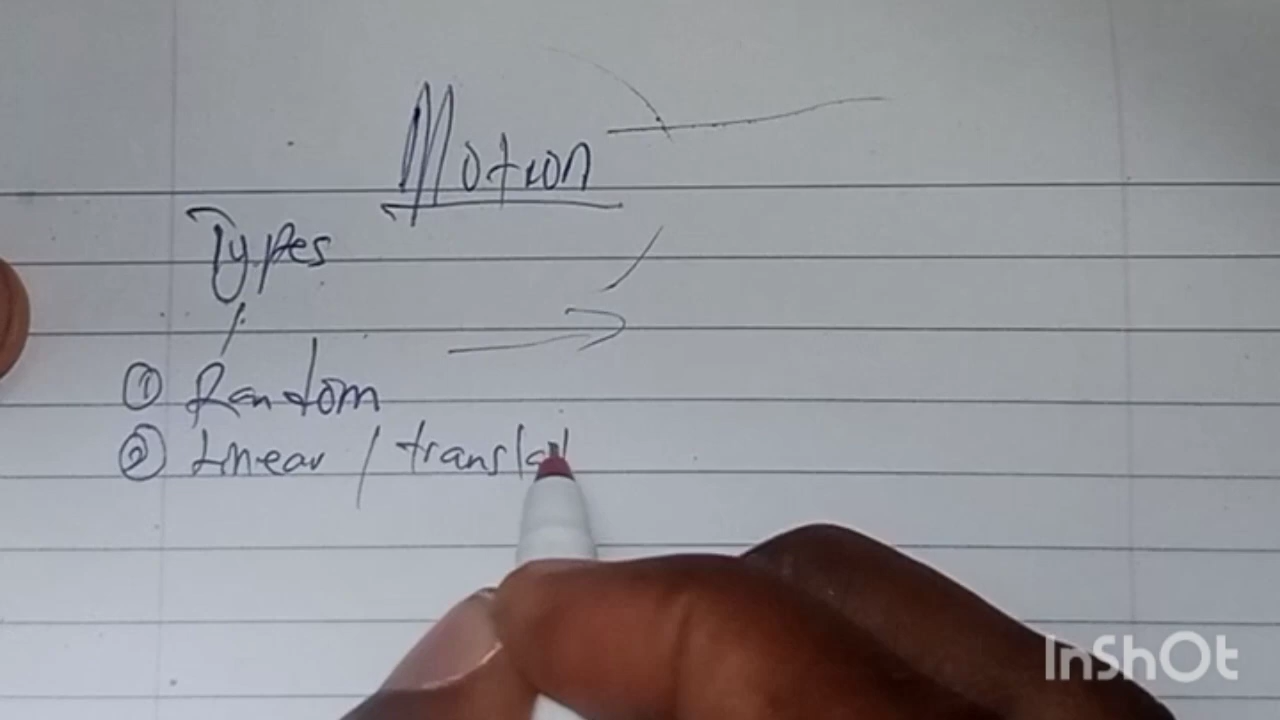 Motion
Types
① Random
② Linear / translat
InShOt